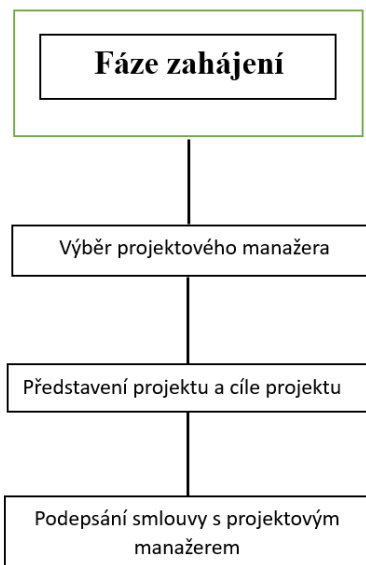 Fáze zahájení
Výběr projektového manažera
Představení projektu a cíle projektu
Podepsání smlouvy s projektovým
manažerem